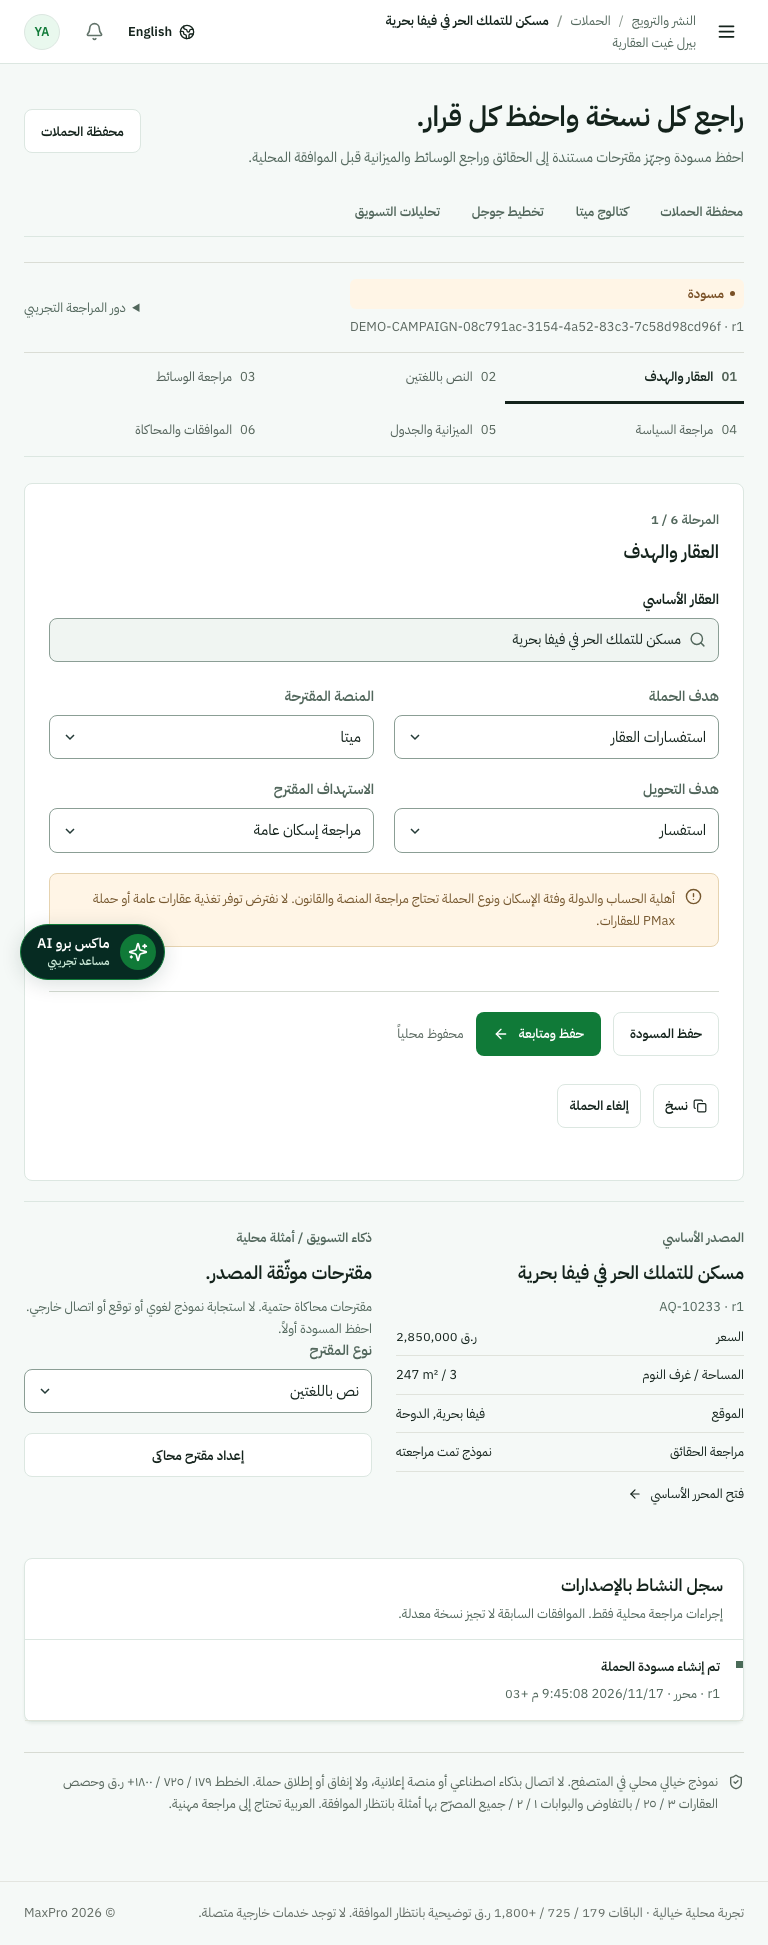 النشر والترويج / الحملات / مسكن للتملك الحر في فيفا بحرية
بيرل غيت العقارية
English
YA
راجع كل نسخة واحفظ كل قرار.
احفظ مسودة وجهّز مقترحات مستندة إلى الحقائق وراجع الوسائط والميزانية قبل الموافقة المحلية.
محفظة الحملات
محفظة الحملات
كتالوج ميتا
تخطيط جوجل
تحليلات التسويق
مسودة
DEMO-CAMPAIGN-08c791ac-3154-4a52-83c3-7c58d98cd96f · r1
دور المراجعة التجريبي
01 العقار والهدف
02 النص باللغتين
03 مراجعة الوسائط
04 مراجعة السياسة
05 الميزانية والجدول
06 الموافقات والمحاكاة
المرحلة 6 / 1
العقار والهدف
العقار الأساسي
مسكن للتملك الحر في فيفا بحرية
هدف الحملة
المنصة المقترحة
استفسارات العقار
ميتا
هدف التحويل
الاستهداف المقترح
استفسار
مراجعة إسكان عامة
أهلية الحساب والدولة وفئة الإسكان ونوع الحملة تحتاج مراجعة المنصة والقانون. لا نفترض توفر تغذية عقارات عامة أو حملة
PMax للعقارات.
ماكس برو AI
مساعد تجريبي
حفظ المسودة
حفظ ومتابعة
محفوظ محلياً
نسخ
إلغاء الحملة
المصدر الأساسي
مسكن للتملك الحر في فيفا بحرية
AQ-10233 · r1
السعر
ر.ق 2,850,000
المساحة / غرف النوم
247 m² / 3
الموقع
فيفا بحرية, الدوحة
مراجعة الحقائق
نموذج تمت مراجعته
فتح المحرر الأساسي
ذكاء التسويق / أمثلة محلية
مقترحات موثّقة المصدر.
مقترحات محاكاة حتمية. لا استجابة نموذج لغوي أو توقع أو اتصال خارجي.
احفظ المسودة أولاً.
نوع المقترح
نص باللغتين
إعداد مقترح محاكى
سجل النشاط بالإصدارات
إجراءات مراجعة محلية فقط. الموافقات السابقة لا تجيز نسخة معدلة.
تم إنشاء مسودة الحملة
r1 · محرر · 2026/11/17 9:45:08 م +03
نموذج خيالي محلي في المتصفح. لا اتصال بذكاء اصطناعي أو منصة إعلانية، ولا إنفاق أو إطلاق حملة. الخطط ١٧٩ / ٧٢٥ / ١٨٠٠+ ر.ق وحصص
العقارات ٣ / ٢٥ / بالتفاوض والبوابات ١ / ٢ / جميع المصرّح بها أمثلة بانتظار الموافقة. العربية تحتاج إلى مراجعة مهنية.
تجربة محلية خيالية · الباقات 179 / 725 / +1,800 ر.ق توضيحية بانتظار الموافقة. لا توجد خدمات خارجية متصلة.
© 2026 MaxPro